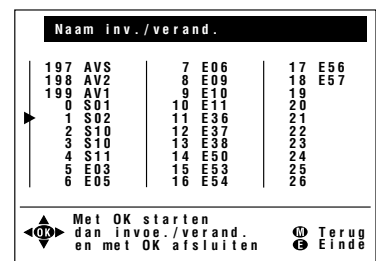 Naam inv./verand.
197 AVS 7 E06 17 E56
198 AV2 8 E09 18 E57
199 AV1 9 E10 19
0 S01 10 E11 20
1 S02 11 E36 21
2 S10 12 E37 22
3 S10 13 E38 23
4 S11 14 E50 24
5 E03 15 E53 25
6 E05 16 E54 26
Met OK starten
OK dan invoe./verand. M Terug
en met OK afsluiten E Einde